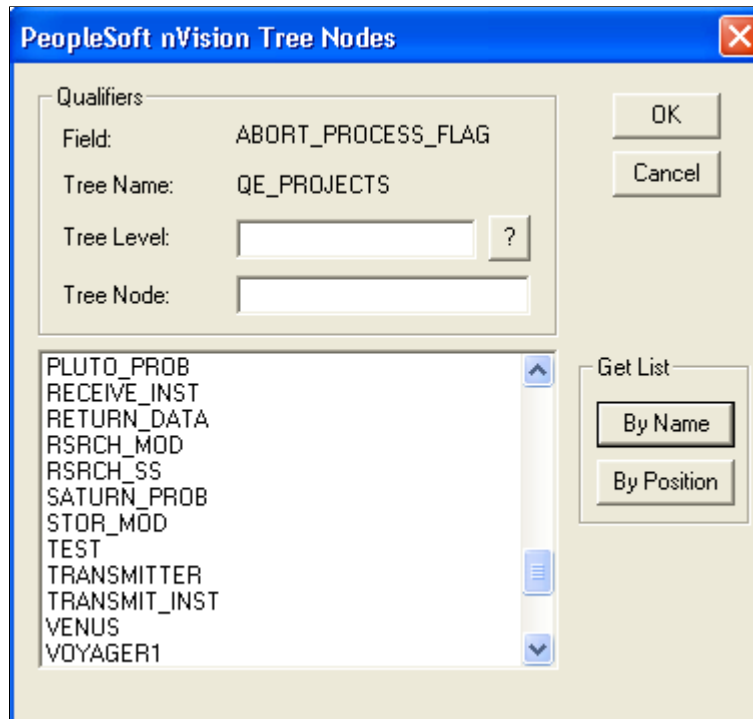 PeopleSoft nVision Tree Nodes
Qualifiers
Field: ABORT_PROCESS_FLAG
Tree Name: QE_PROJECTS
Tree Level: ?
Tree Node:
OK
Cancel
PLUTO_PROB
RECEIVE_INST
RETURN_DATA
RSRCH_MOD
RSRCH_SS
SATURN_PROB
STOR_MOD
TEST
TRANSMITTER
TRANSMIT_INST
VENUS
VOYAGER1
Get List
By Name
By Position